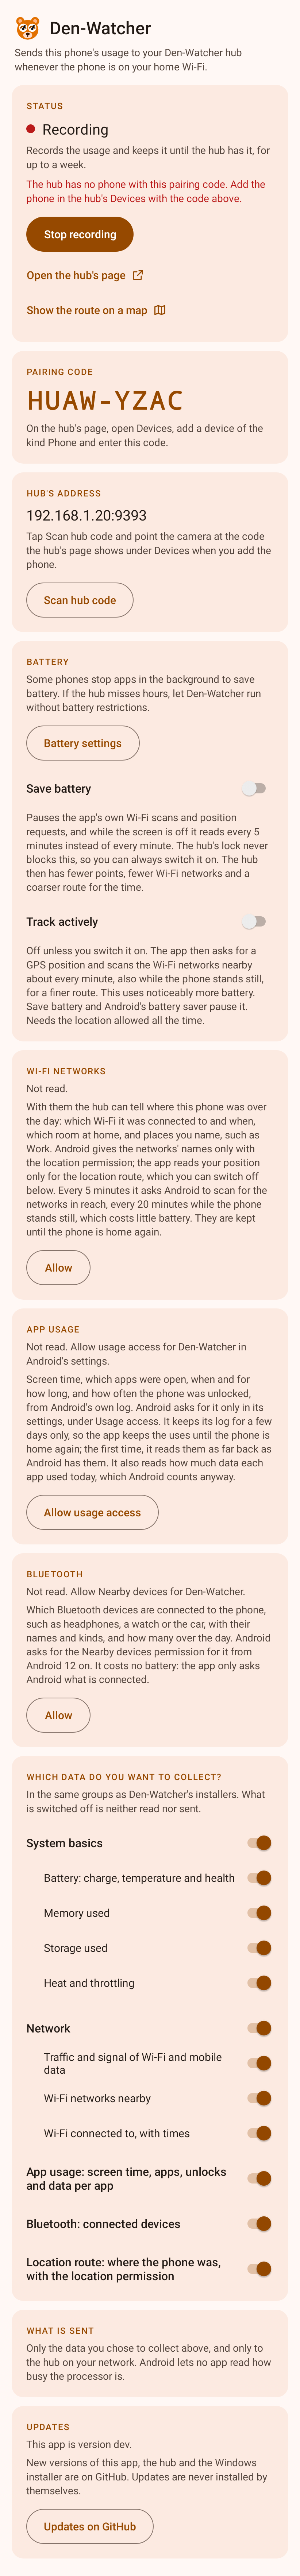 Den-Watcher
Sends this phone's usage to your Den-Watcher hub
whenever the phone is on your home Wi-Fi.
STATUS
Recording
Records the usage and keeps it until the hub has it, for
up to a week.
The hub has no phone with this pairing code. Add the
phone in the hub's Devices with the code above.
Stop recording
Open the hub's page
Show the route on a map
PAIRING CODE
HUAW-YZAC
On the hub's page, open Devices, add a device of the
kind Phone and enter this code.
HUB'S ADDRESS
192.168.1.20:9393
Tap Scan hub code and point the camera at the code
the hub's page shows under Devices when you add the
phone.
Scan hub code
BATTERY
Some phones stop apps in the background to save
battery. If the hub misses hours, let Den-Watcher run
without battery restrictions.
Battery settings
Save battery
Pauses the app's own Wi-Fi scans and position
requests, and while the screen is off it reads every 5
minutes instead of every minute. The hub's lock never
blocks this, so you can always switch it on. The hub
then has fewer points, fewer Wi-Fi networks and a
coarser route for the time.
Track actively
Off unless you switch it on. The app then asks for a
GPS position and scans the Wi-Fi networks nearby
about every minute, also while the phone stands still,
for a finer route. This uses noticeably more battery.
Save battery and Android's battery saver pause it.
Needs the location allowed all the time.
WI-FI NETWORKS
Not read.
With them the hub can tell where this phone was over
the day: which Wi-Fi it was connected to and when,
which room at home, and places you name, such as
Work. Android gives the networks' names only with
the location permission; the app reads your position
only for the location route, which you can switch off
below. Every 5 minutes it asks Android to scan for the
networks in reach, every 20 minutes while the phone
stands still, which costs little battery. They are kept
until the phone is home again.
Allow
APP USAGE
Not read. Allow usage access for Den-Watcher in
Android's settings.
Screen time, which apps were open, when and for
how long, and how often the phone was unlocked,
from Android's own log. Android asks for it only in its
settings, under Usage access. It keeps its log for a few
days only, so the app keeps the uses until the phone is
home again; the first time, it reads them as far back as
Android has them. It also reads how much data each
app used today, which Android counts anyway.
Allow usage access
BLUETOOTH
Not read. Allow Nearby devices for Den-Watcher.
Which Bluetooth devices are connected to the phone,
such as headphones, a watch or the car, with their
names and kinds, and how many over the day. Android
asks for the Nearby devices permission for it from
Android 12 on. It costs no battery: the app only asks
Android what is connected.
Allow
WHICH DATA DO YOU WANT TO COLLECT?
In the same groups as Den-Watcher's installers. What
is switched off is neither read nor sent.
System basics
Battery: charge, temperature and health
Memory used
Storage used
Heat and throttling
Network
Traffic and signal of Wi-Fi and mobile
data
Wi-Fi networks nearby
Wi-Fi connected to, with times
App usage: screen time, apps, unlocks
and data per app
Bluetooth: connected devices
Location route: where the phone was,
with the location permission
WHAT IS SENT
Only the data you chose to collect above, and only to
the hub on your network. Android lets no app read how
busy the processor is.
UPDATES
This app is version dev.
New versions of this app, the hub and the Windows
installer are on GitHub. Updates are never installed by
themselves.
Updates on GitHub